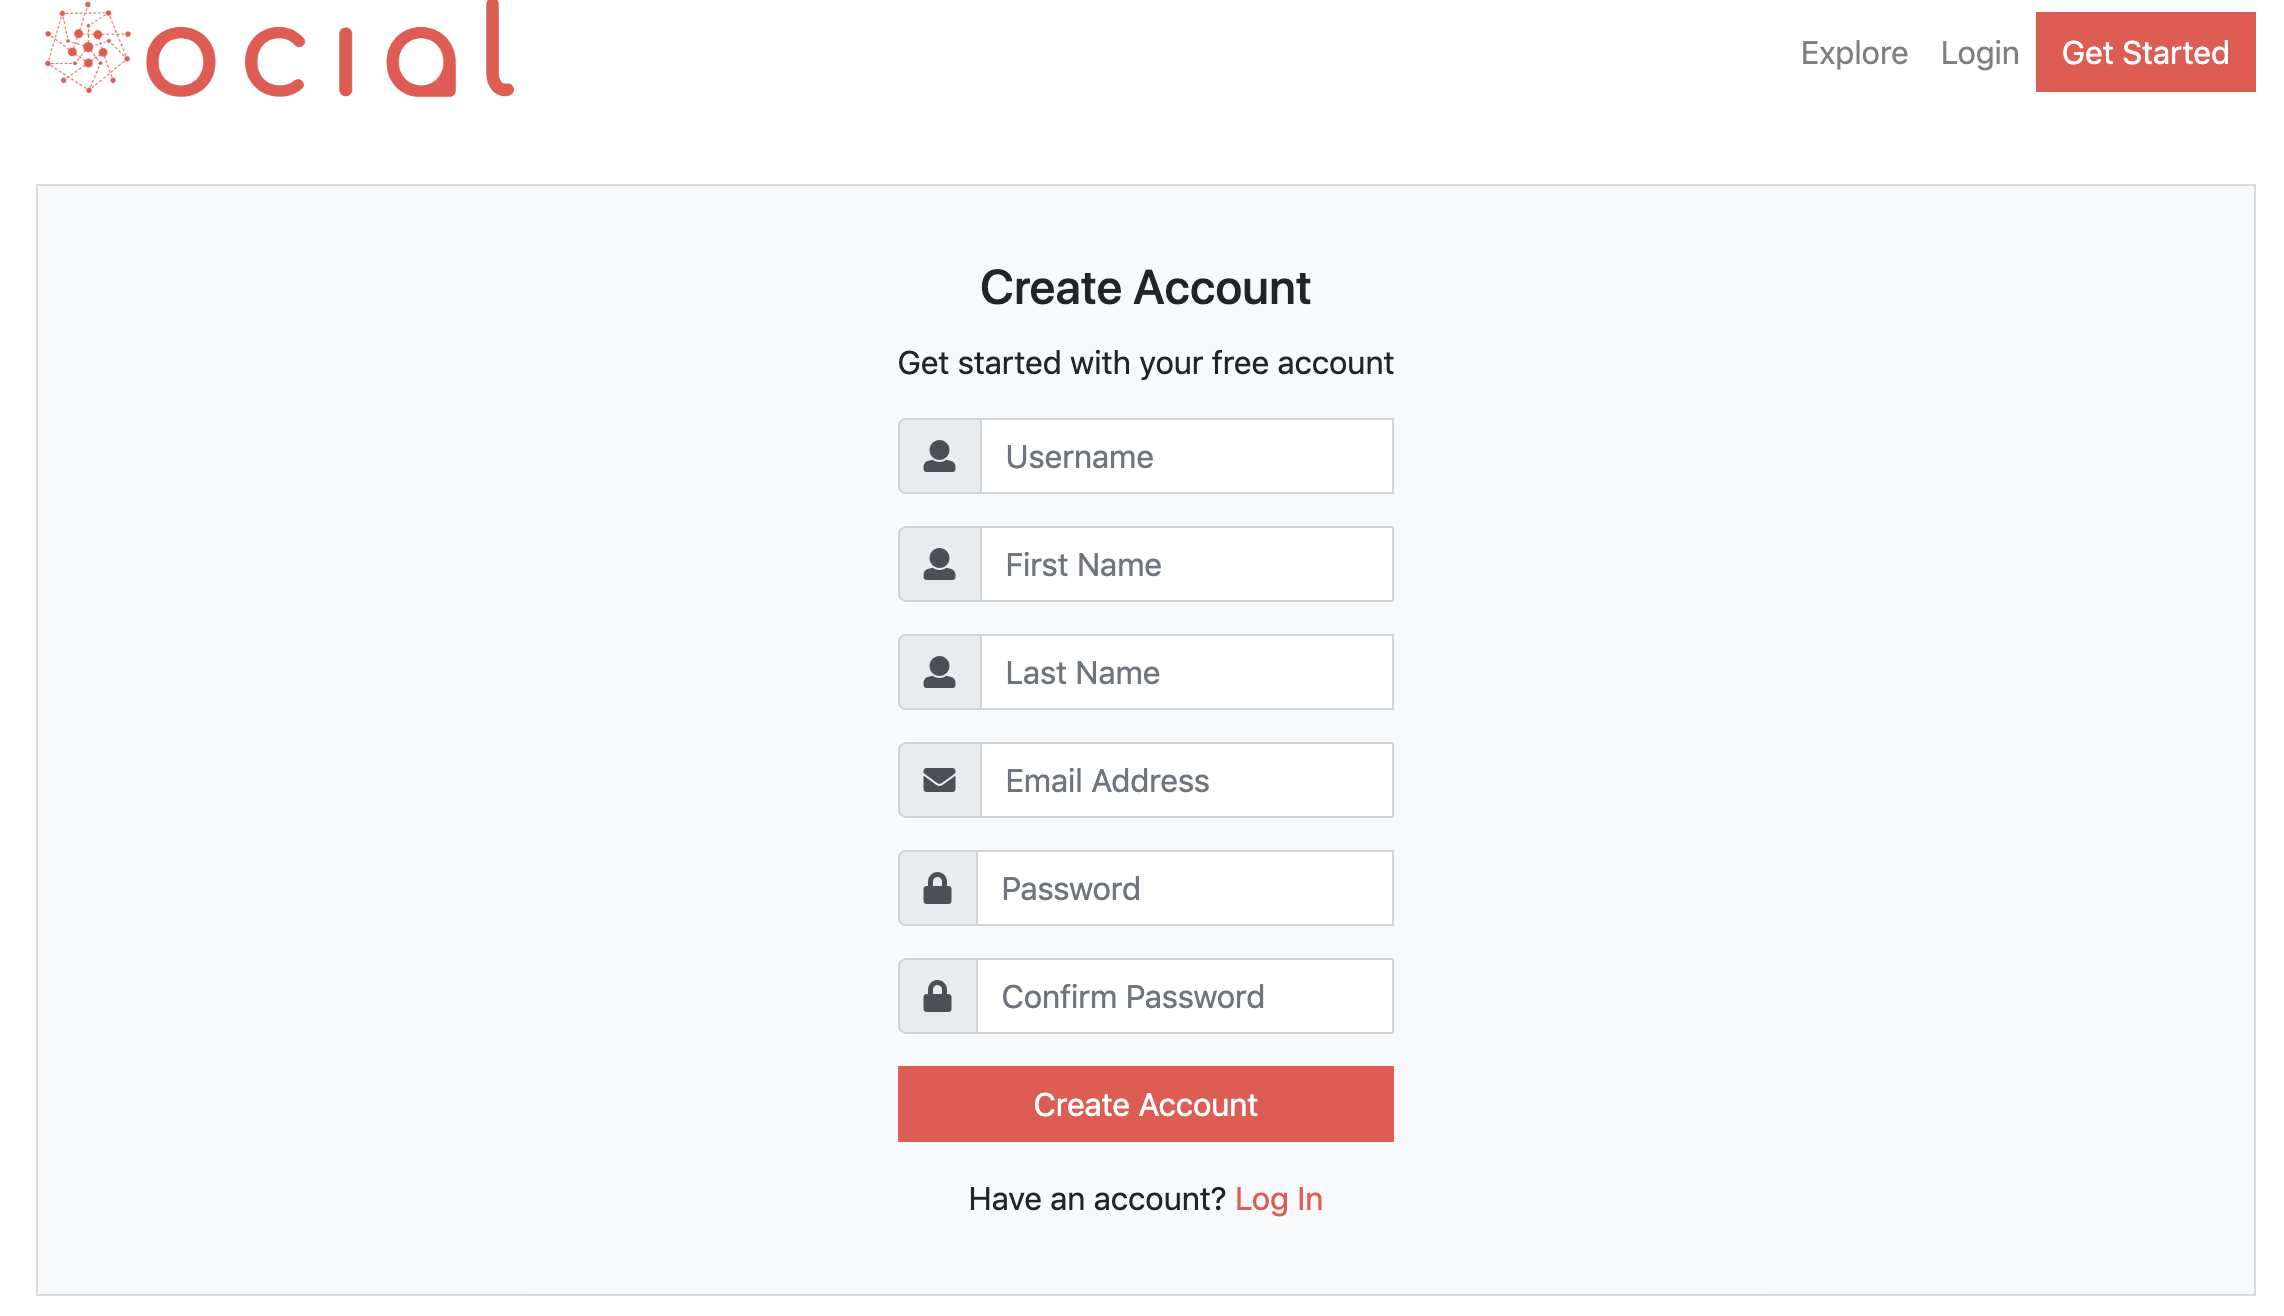 ocial
Explore Login Get Started
Create Account
Get started with your free account
Username
First Name
Last Name
Email Address
Password
Confirm Password
Create Account
Have an account? Log In